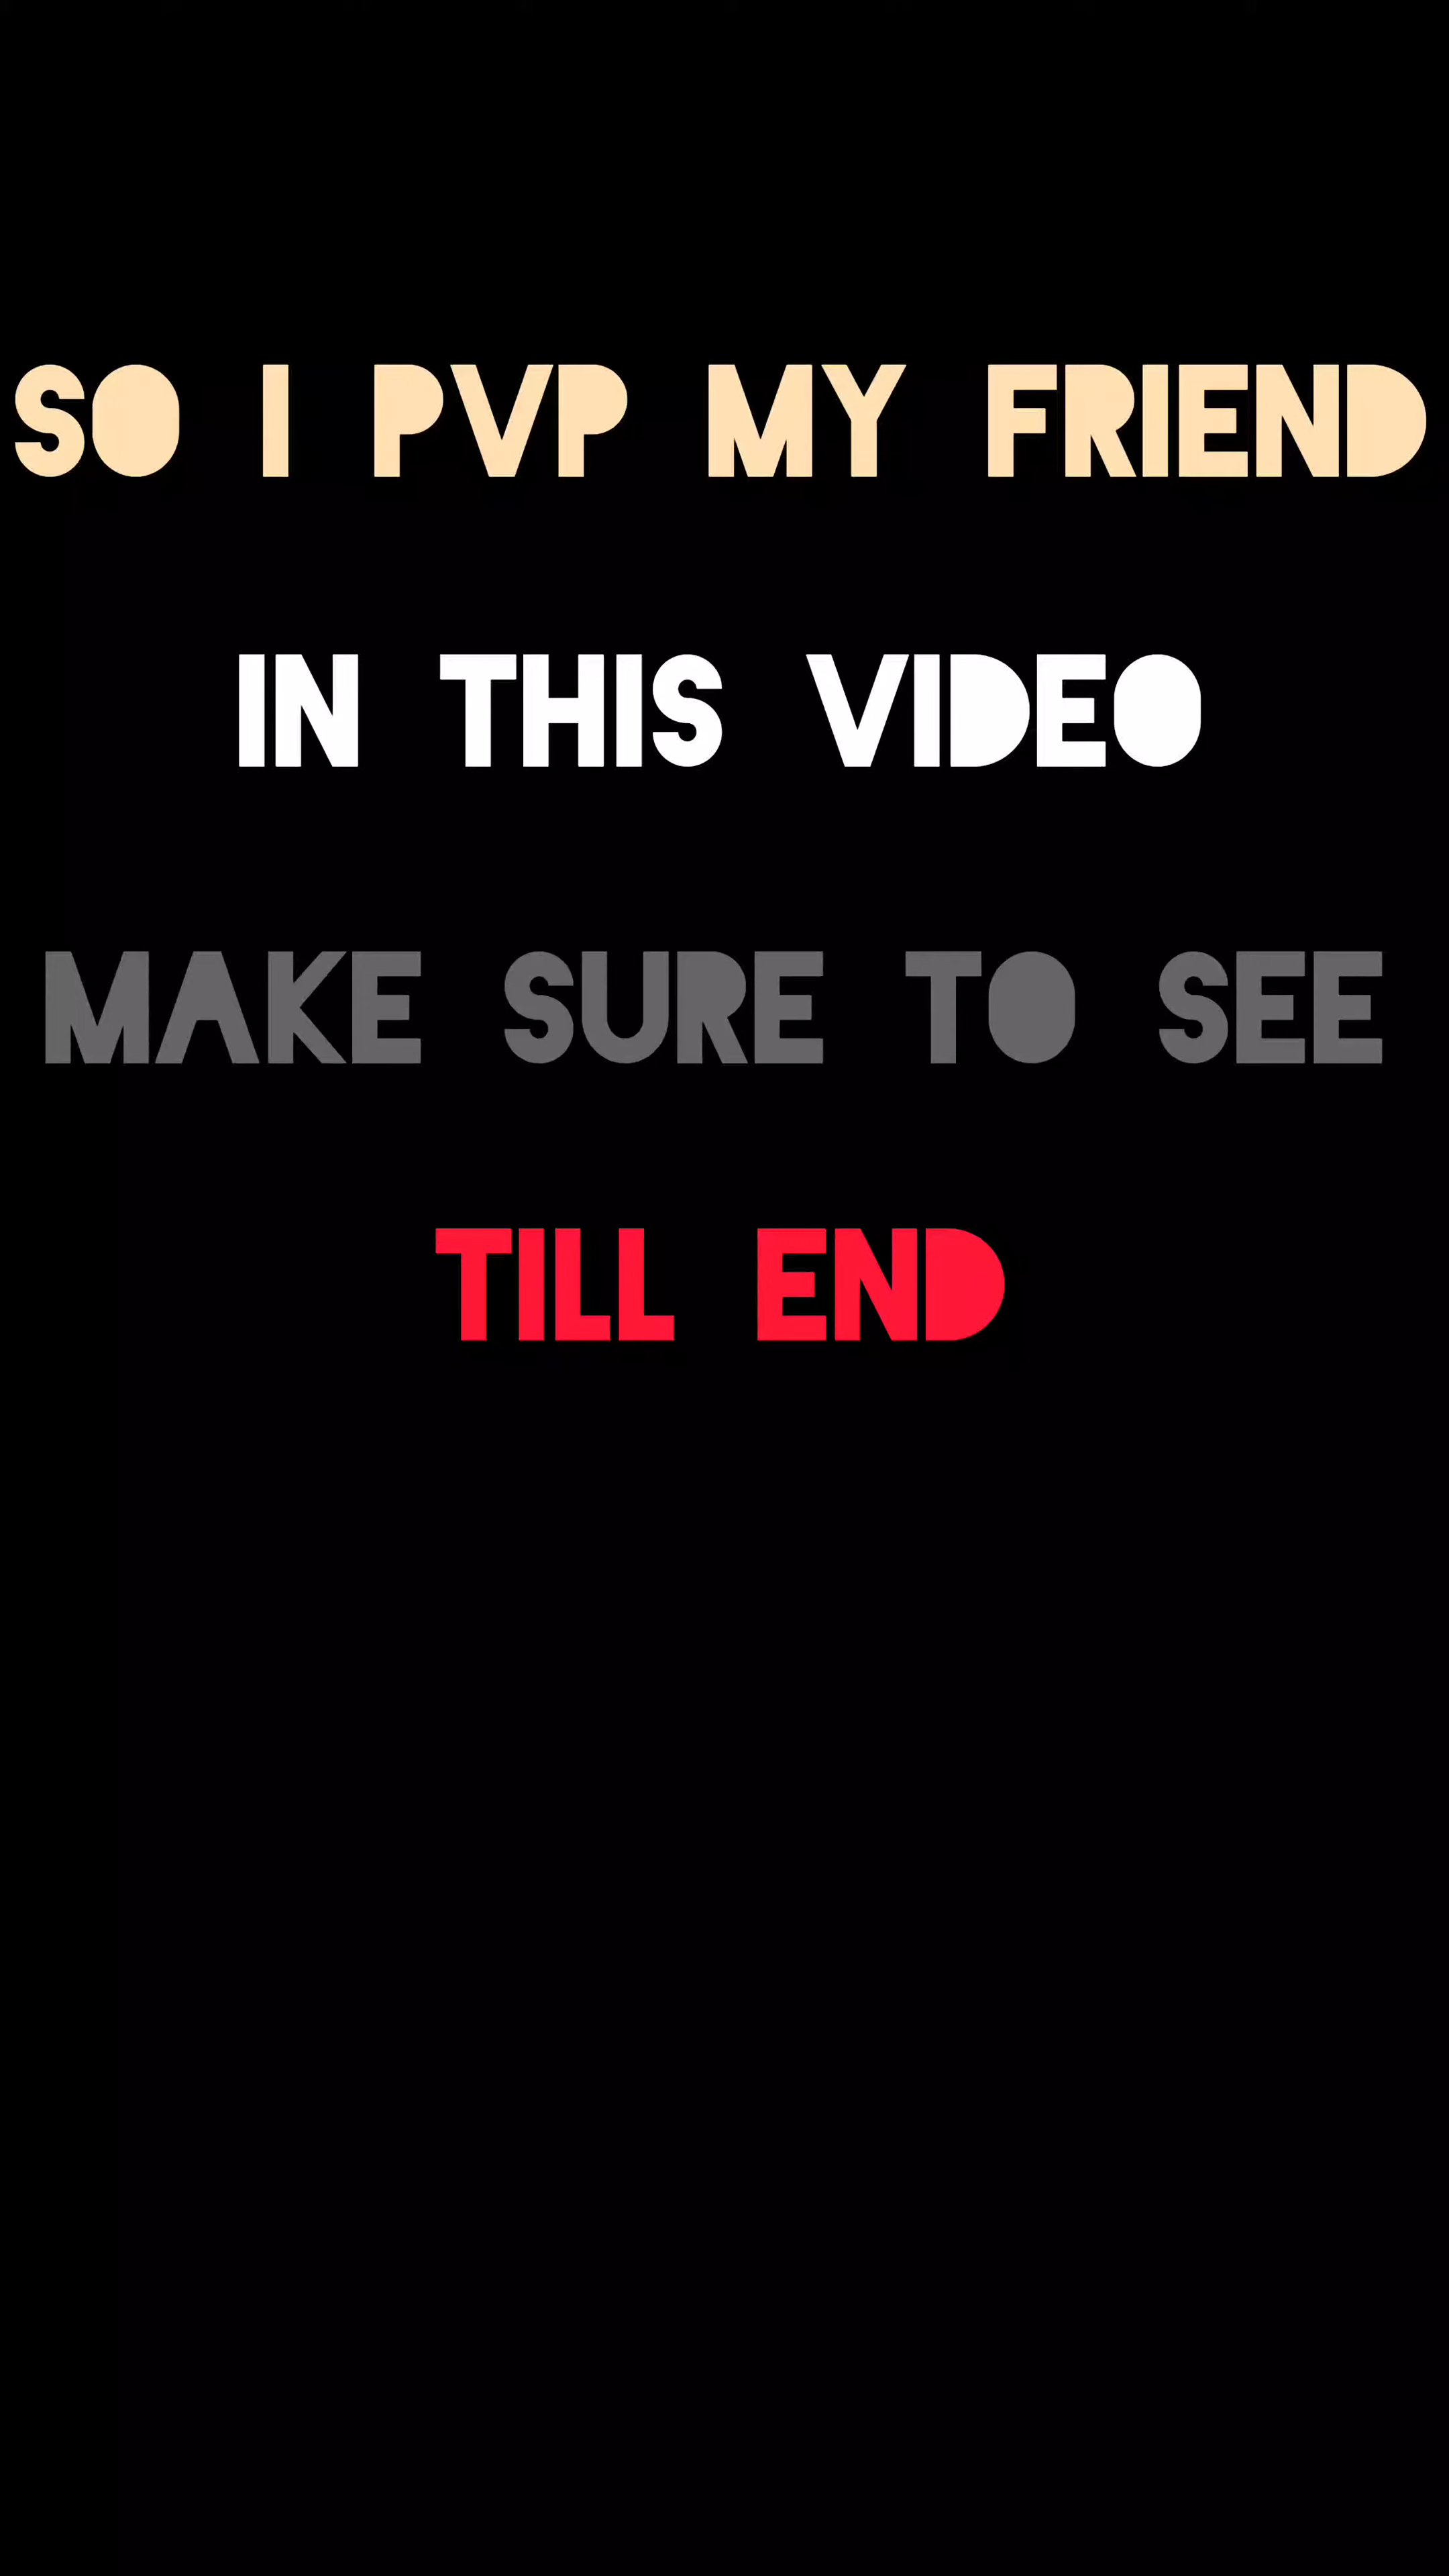 SO I PVP MY FRIEND
IN THIS VIDEO
MAKE SURE TO SEE
TILL END